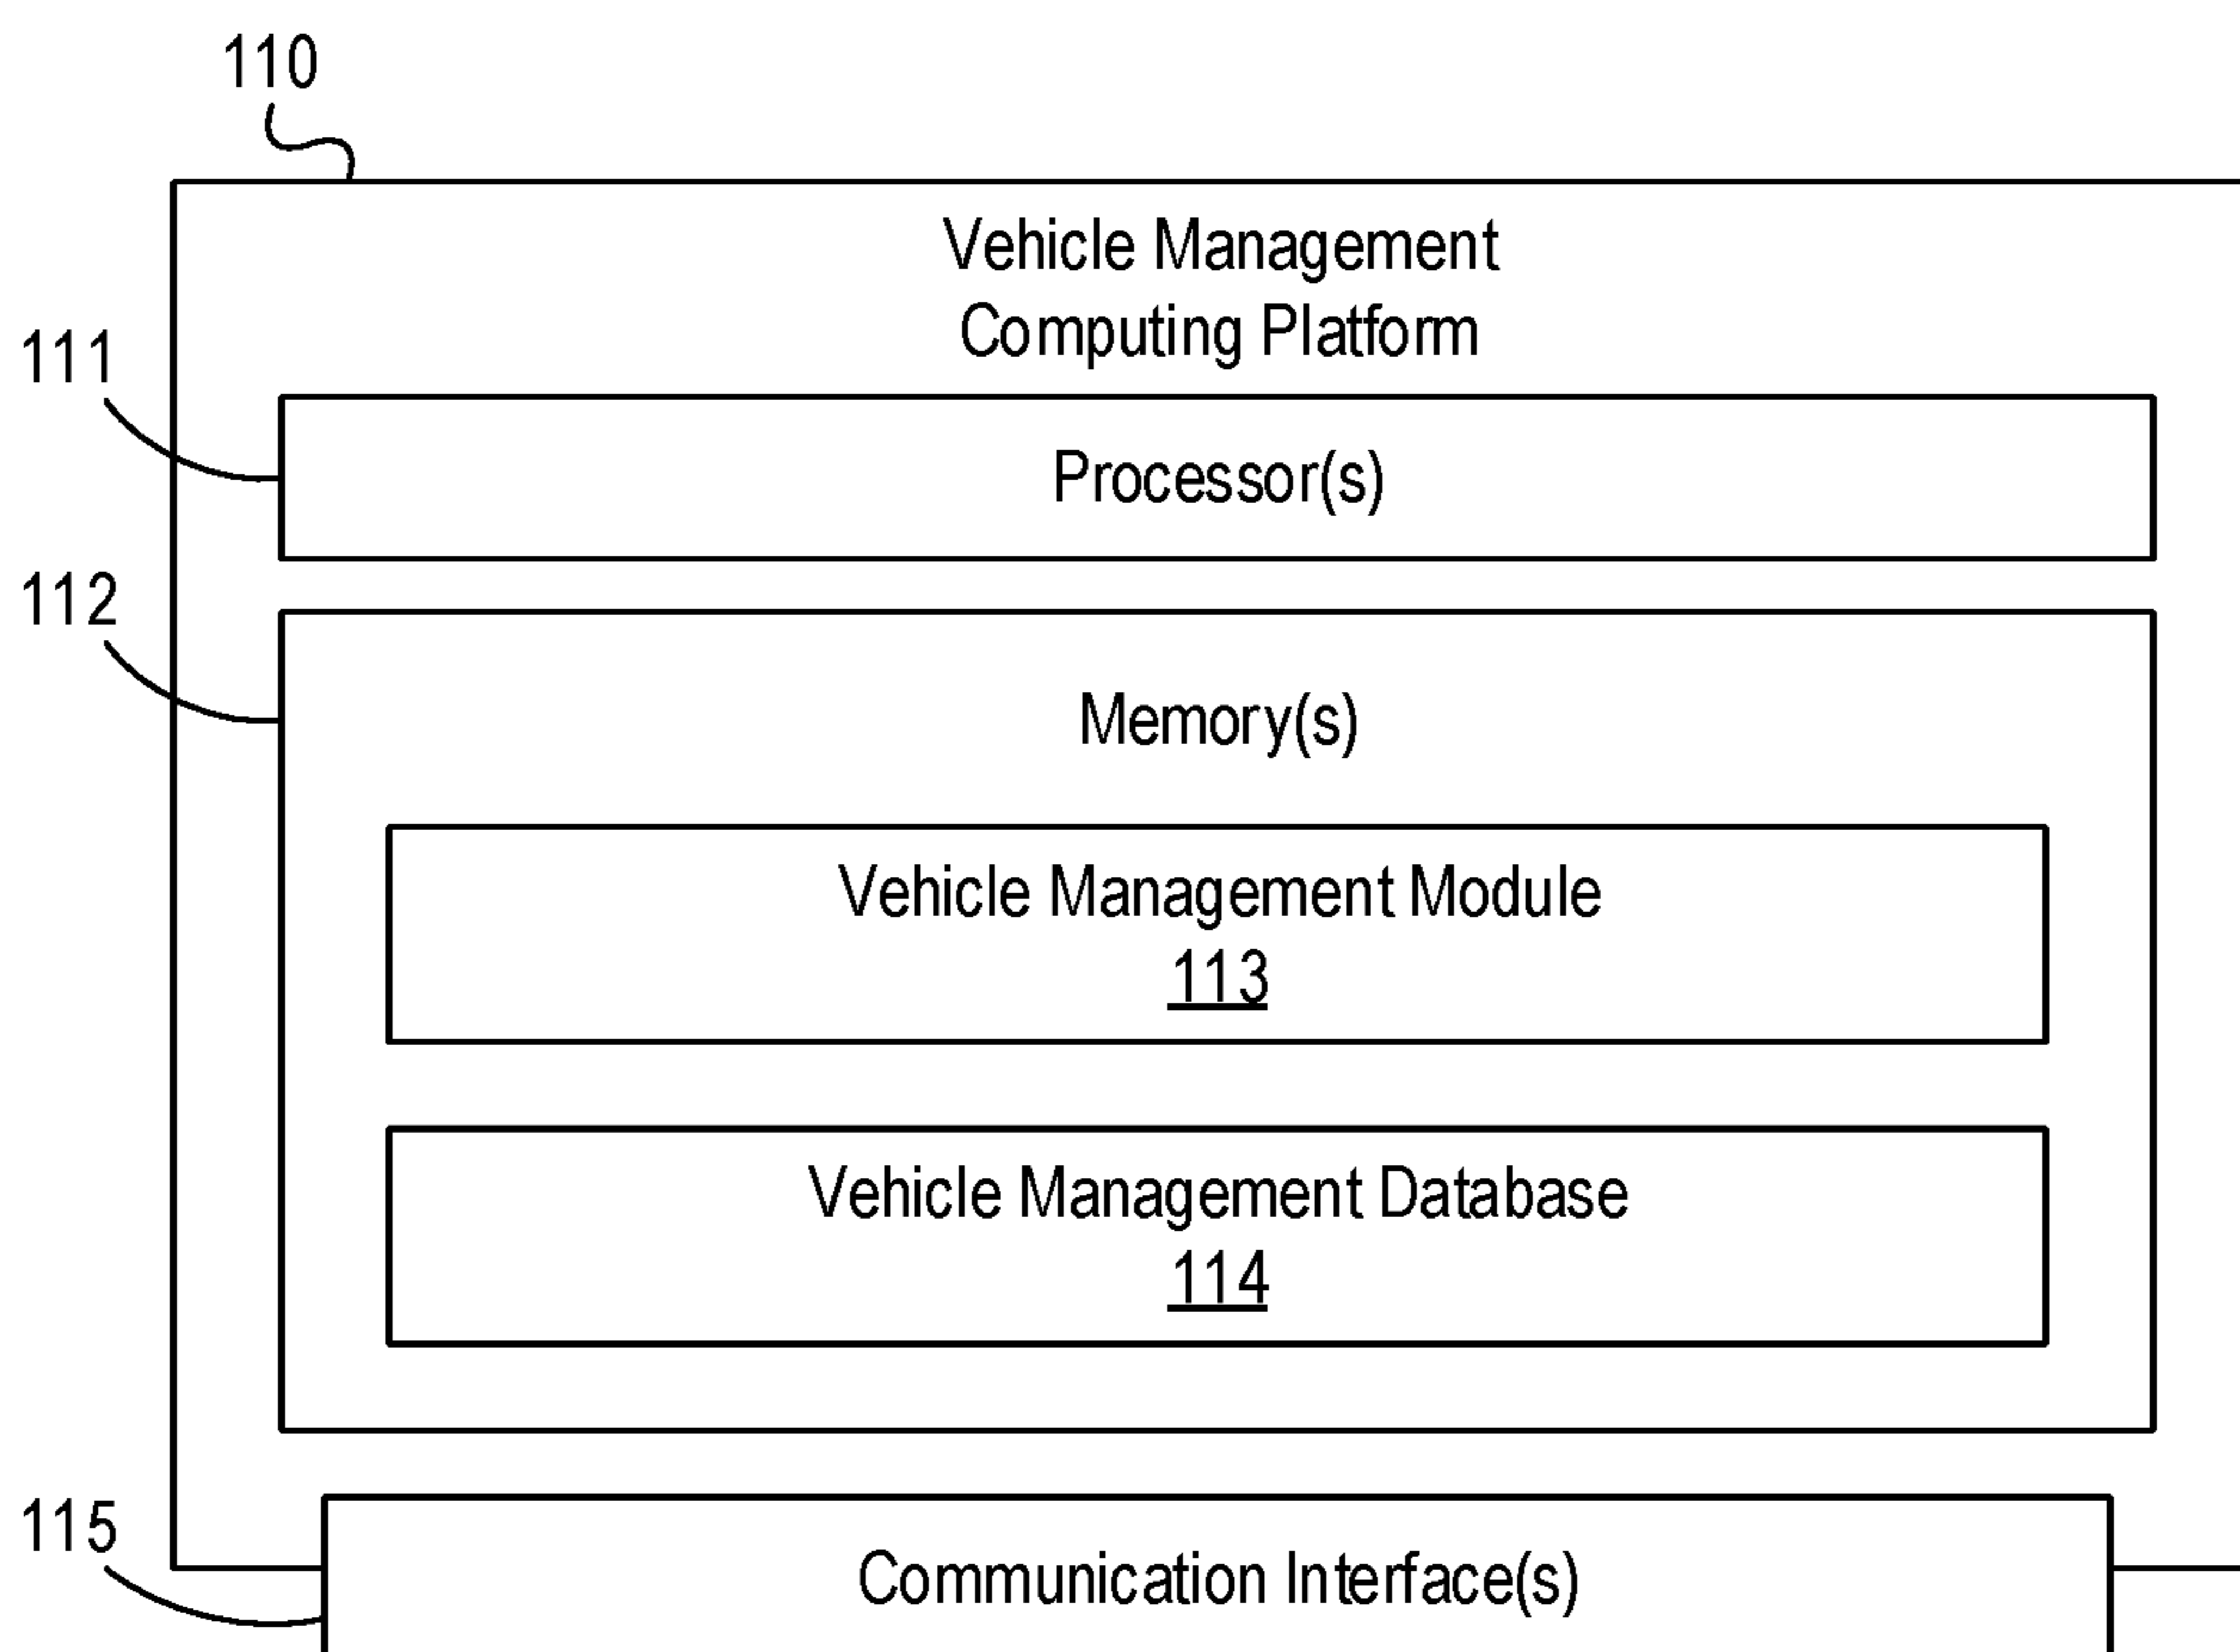 110
Vehicle Management
Computing Platform
111
Processor(s)
112
Memory(s)
Vehicle Management Module
113
Vehicle Management Database
114
115
Communication Interface(s)